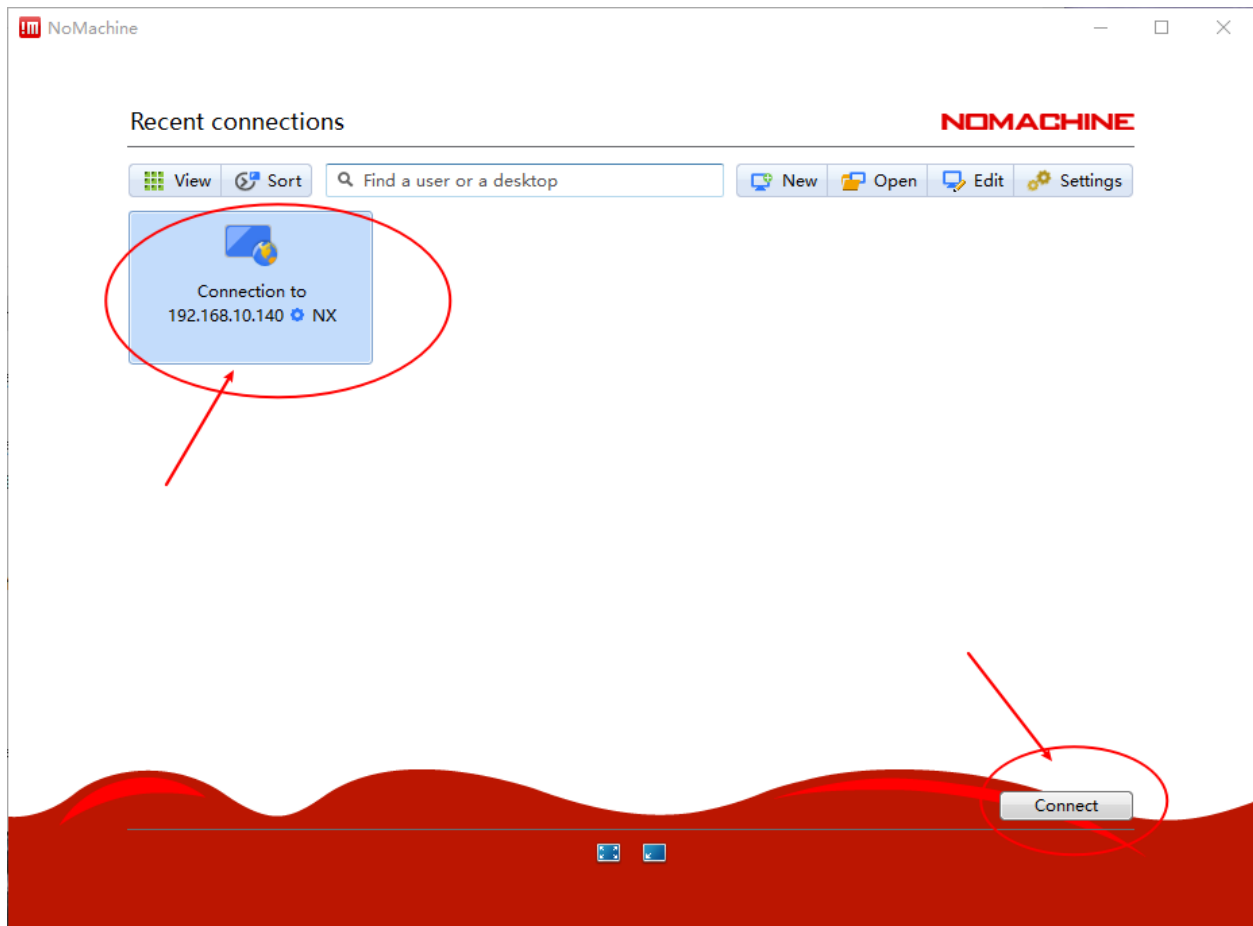 NoMachine
Recent connections
NOMACHINE
View Sort Find a user or a desktop New Open Edit Settings
Connection to
192.168.10.140 NX
Connect